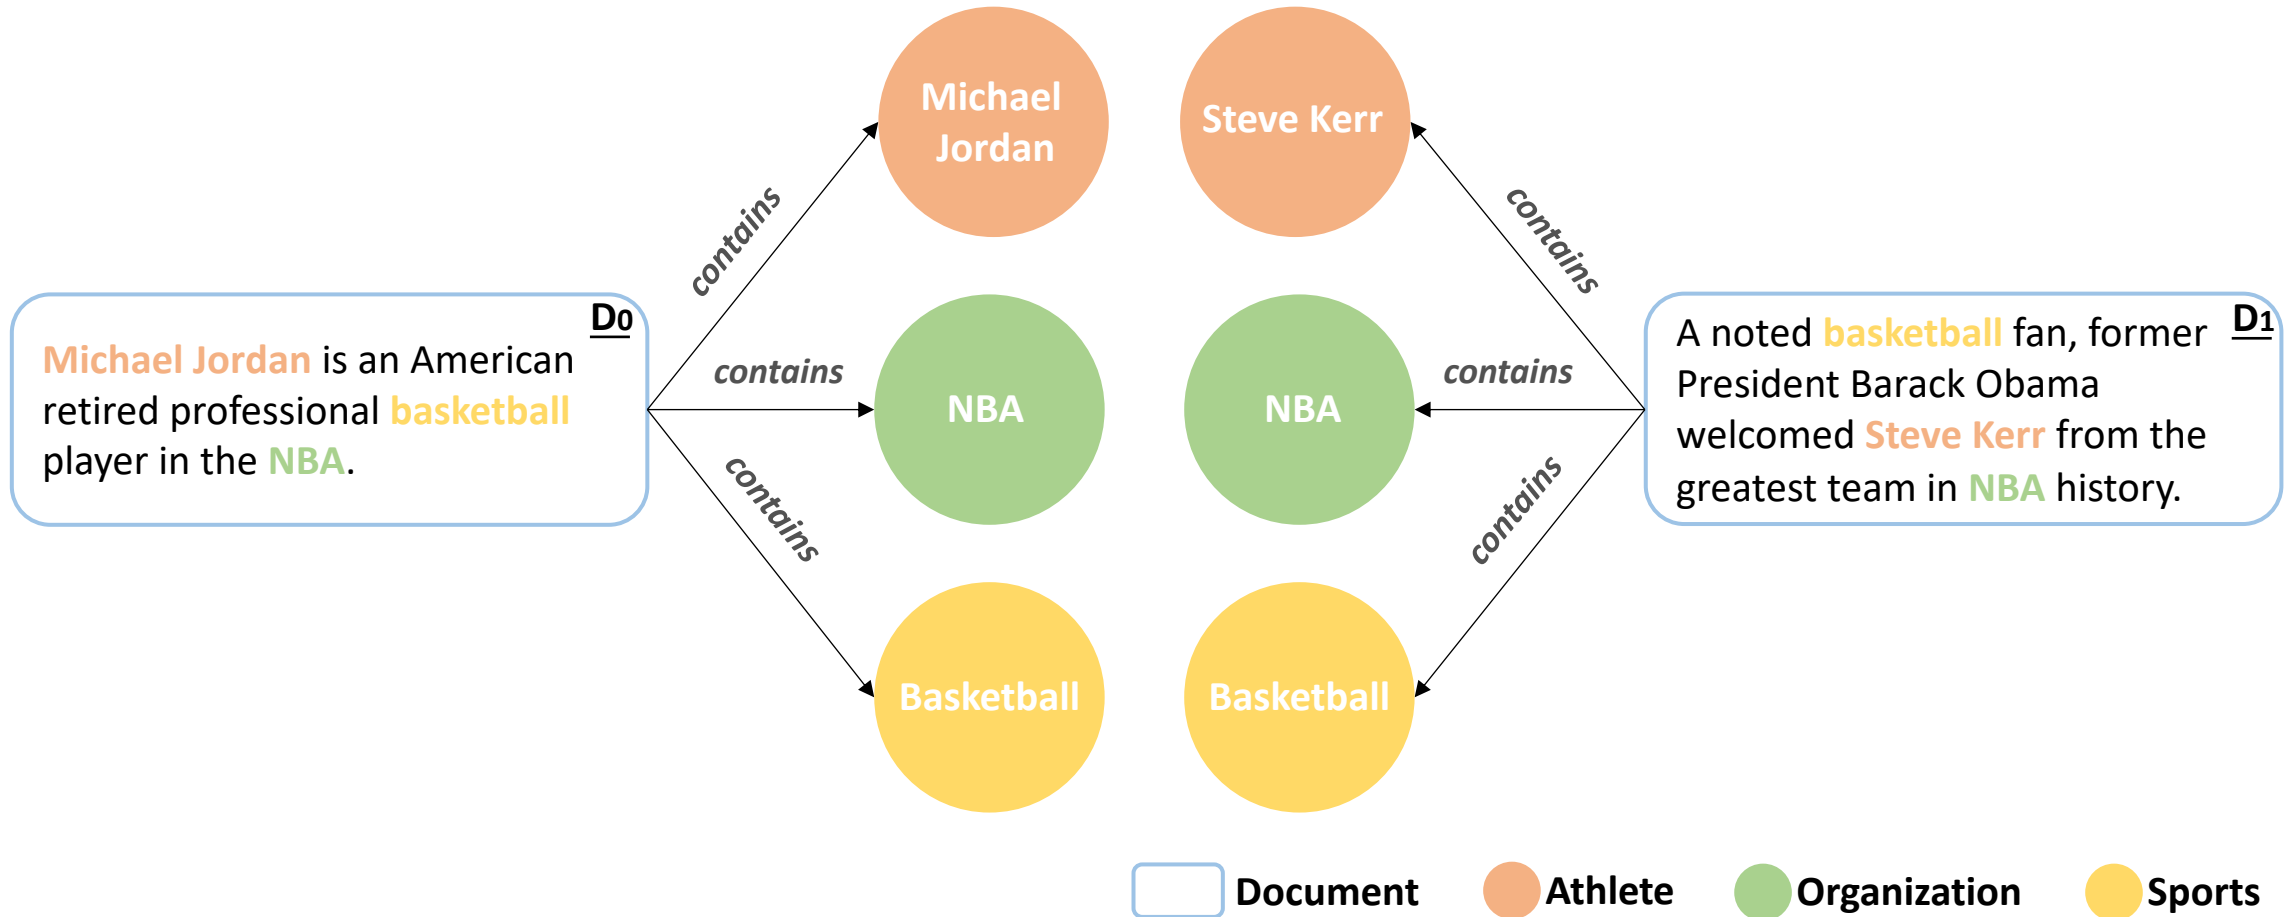 Michael
Jordan
Steve Kerr
contains
contains
D0
Michael Jordan is an American
retired professional basketball
player in the NBA.
contains
NBA
NBA
contains
D1
A noted basketball fan, former
President Barack Obama
welcomed Steve Kerr from the
greatest team in NBA history.
contains
contains
Basketball
Basketball
Document
Athlete
Organization
Sports